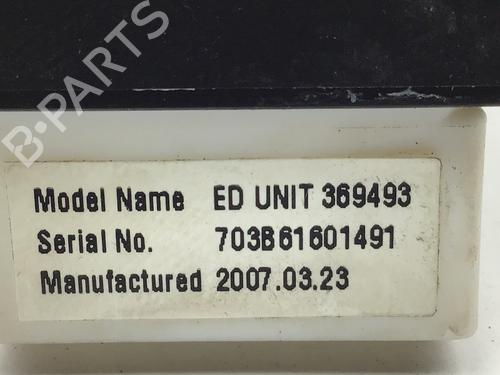 B-PARTS
Model Name ED UNIT 369493
Serial No. 703B61601491
Manufactured 2007.03.23